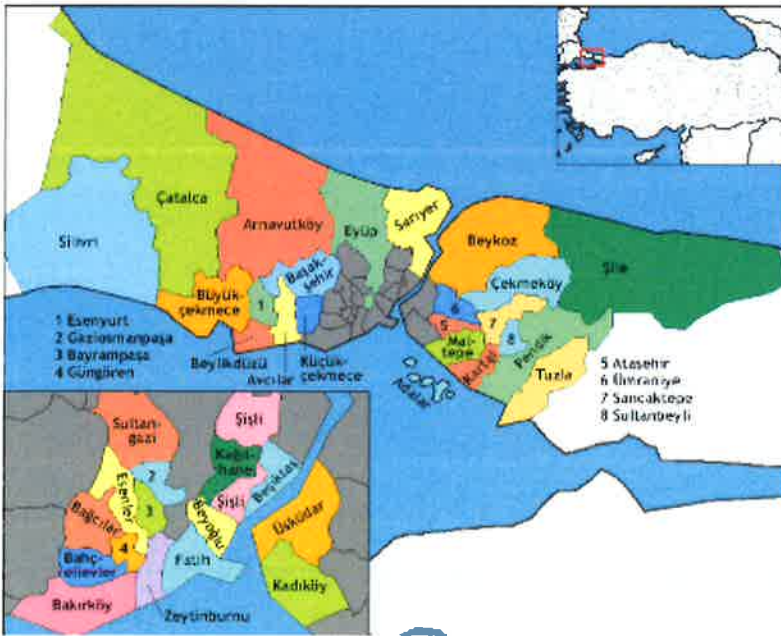 Çatalca
Silivri
Arnavutköy
Eyüp
Sarıyer
Başak-
şehir
Büyük-
çekmece
1
Beylikdüzü
Avcılar
Küçük-
çekmece
Beykoz
Şile
Çekmeköy
6
5
7
8
Mal-
tepe
Kartal
Pendik
Tuzla
Adalar
1 Esenyurt
2 Gaziosmanpaşa
3 Bayrampaşa
4 Güngören
5 Ataşehir
6 Ümraniye
7 Sancaktepe
8 Sultanbeyli
Sultan-
gazi
Şişli
Kağıt-
hane
Beşiktaş
Şişli
Esenler
2
3
Beyoğlu
Üsküdar
Bağcılar
4
Bahçe-
lievler
Fatih
Kadıköy
Bakırköy
Zeytinburnu